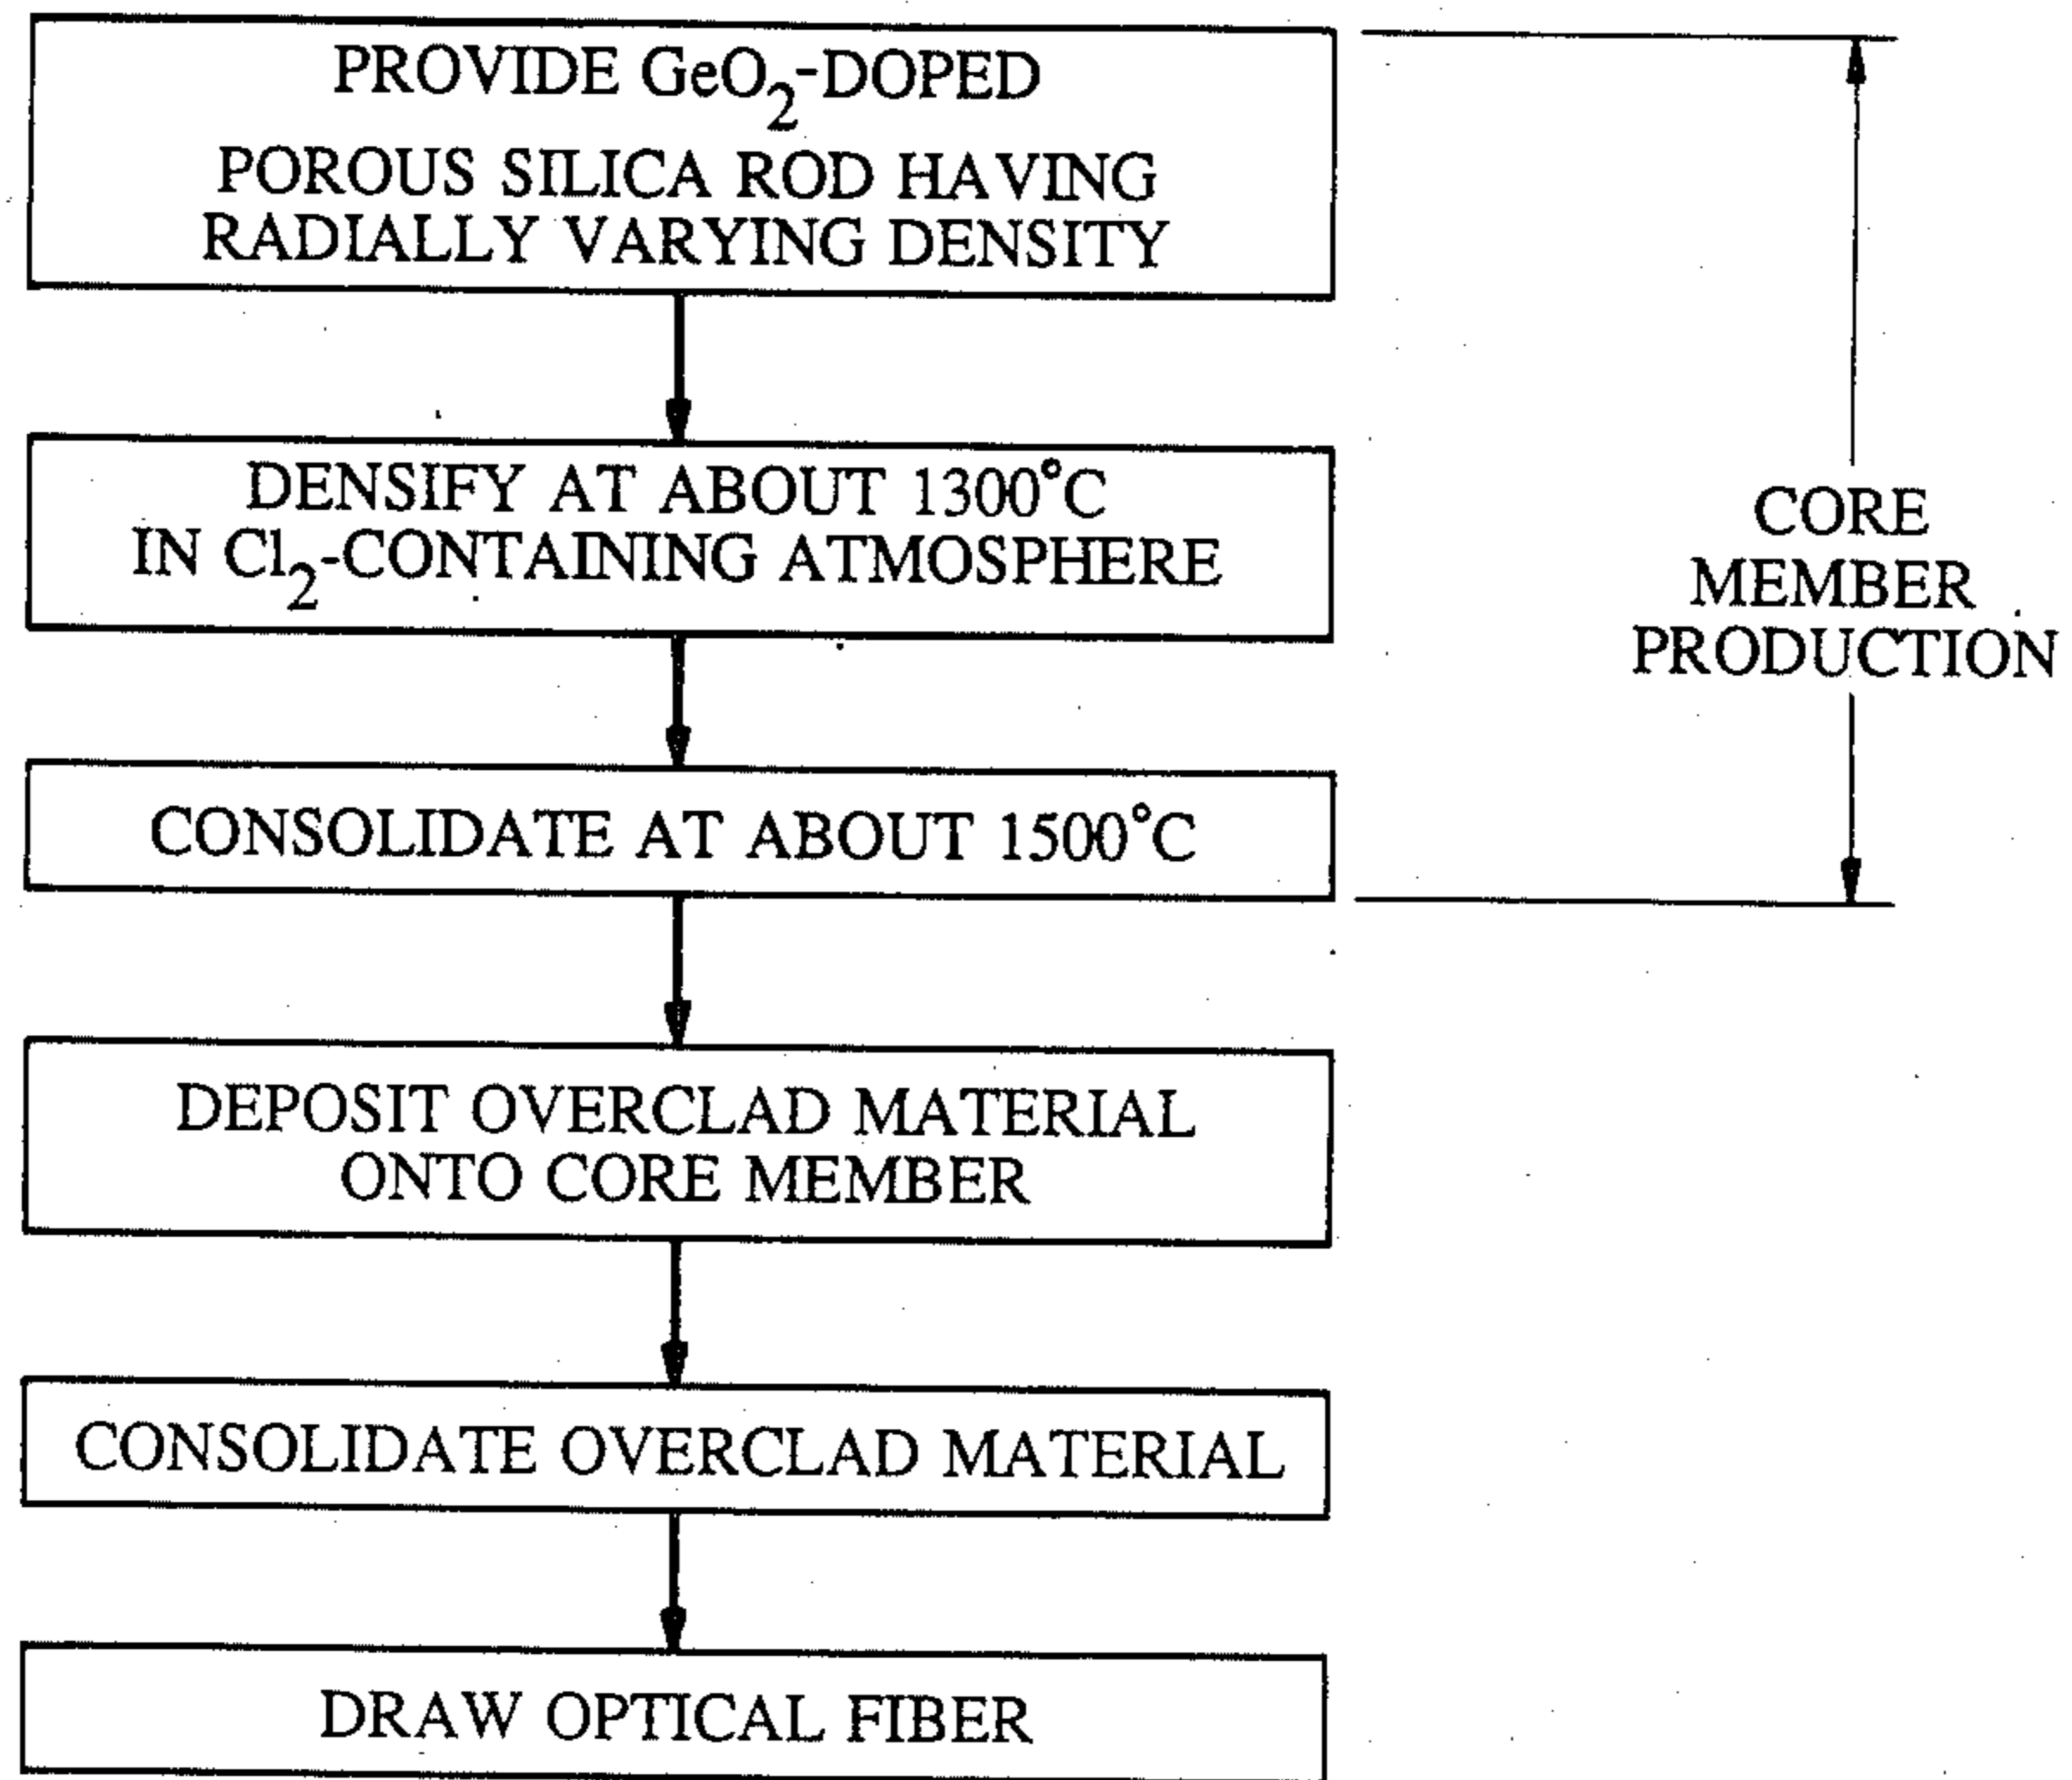 PROVIDE GeO₂-DOPED
POROUS SILICA ROD HAVING
RADIALLY VARYING DENSITY
DENSIFY AT ABOUT 1300°C
IN Cl₂-CONTAINING ATMOSPHERE
CONSOLIDATE AT ABOUT 1500°C
CORE
MEMBER
PRODUCTION
DEPOSIT OVERCLAD MATERIAL
ONTO CORE MEMBER
CONSOLIDATE OVERCLAD MATERIAL
DRAW OPTICAL FIBER